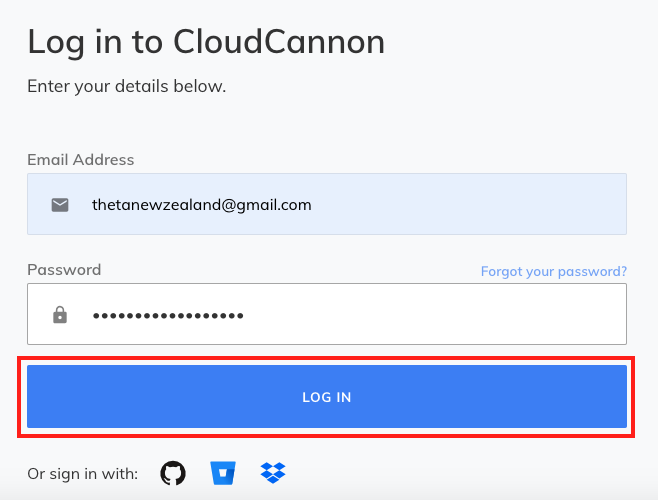 Log in to CloudCannon
Enter your details below.
Email Address
thetanewzealand@gmail.com
Password
Forgot your password?
••••••••••••••••••
LOG IN
Or sign in with: